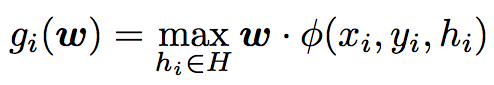 g_i(𝒘) = max_{h_i∈H} 𝒘 · ϕ(x_i, y_i, h_i)